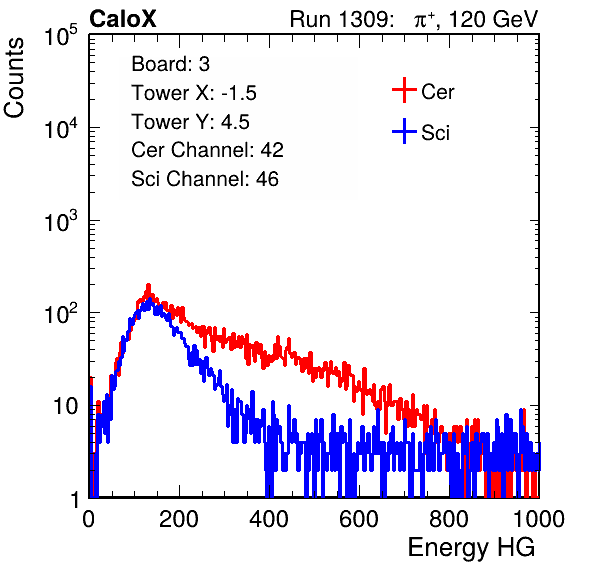 CaloX Run 1309: π⁺, 120 GeV
Counts
10⁵
10⁴
10³
10²
10
1
Board: 3
Tower X: -1.5
Tower Y: 4.5
Cer Channel: 42
Sci Channel: 46
Cer
Sci
0 200 400 600 800 1000
Energy HG